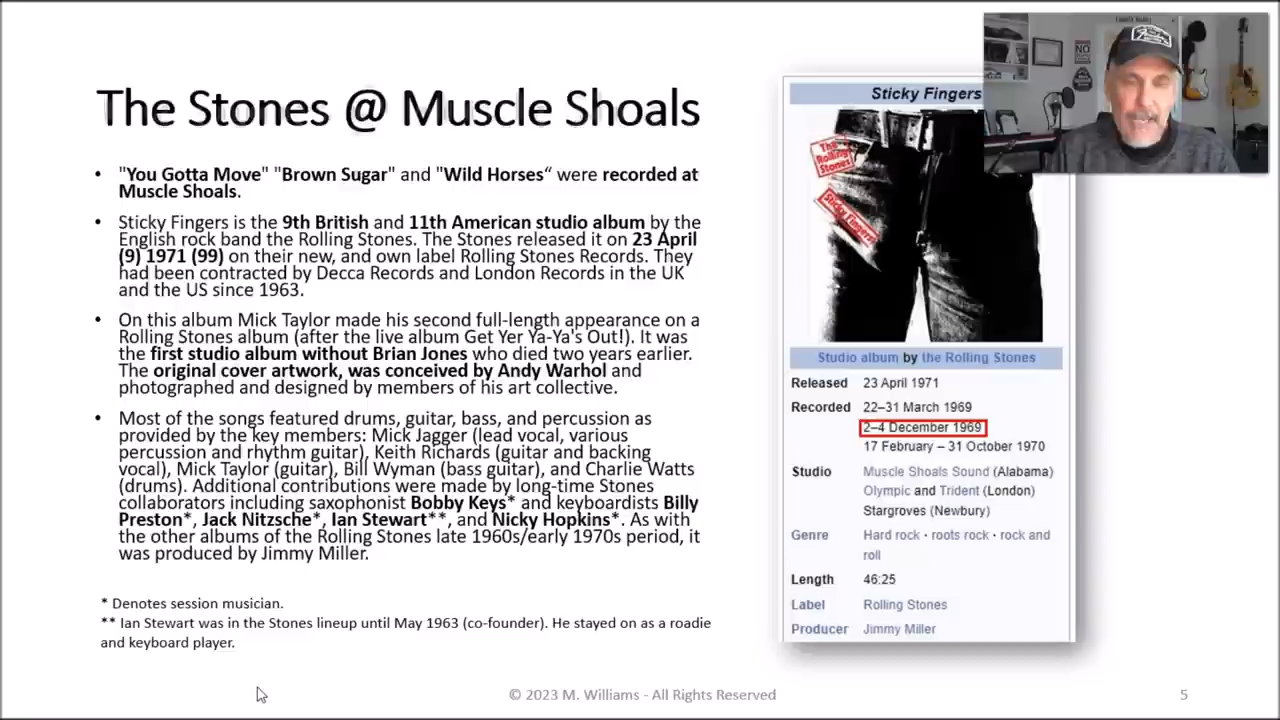 The Stones @ Muscle Shoals
• "You Gotta Move" "Brown Sugar" and "Wild Horses“ were recorded at
Muscle Shoals.
• Sticky Fingers is the 9th British and 11th American studio album by the
English rock band the Rolling Stones. The Stones released it on 23 April
(9) 1971 (99) on their new, and own label Rolling Stones Records. They
had been contracted by Decca Records and London Records in the UK
and the US since 1963.
• On this album Mick Taylor made his second full-length appearance on a
Rolling Stones album (after the live album Get Yer Ya-Ya's Out!). It was
the first studio album without Brian Jones who died two years earlier.
The original cover artwork, was conceived by Andy Warhol and
photographed and designed by members of his art collective.
• Most of the songs featured drums, guitar, bass, and percussion as
provided by the key members: Mick Jagger (lead vocal, various
percussion and rhythm guitar), Keith Richards (guitar and backing
vocal), Mick Taylor (guitar), Bill Wyman (bass guitar), and Charlie Watts
(drums). Additional contributions were made by long-time Stones
collaborators including saxophonist Bobby Keys* and keyboardists Billy
Preston*, Jack Nitzsche*, Ian Stewart**, and Nicky Hopkins*. As with
the other albums of the Rolling Stones late 1960s/early 1970s period, it
was produced by Jimmy Miller.
* Denotes session musician.
** Ian Stewart was in the Stones lineup until May 1963 (co-founder). He stayed on as a roadie
and keyboard player.
Sticky Fingers
The
Rolling
Stones
Sticky Fingers
Studio album by the Rolling Stones
Released 23 April 1971
Recorded 22–31 March 1969
2–4 December 1969
17 February – 31 October 1970
Studio Muscle Shoals Sound (Alabama)
Olympic and Trident (London)
Stargroves (Newbury)
Genre Hard rock · roots rock · rock and
roll
Length 46:25
Label Rolling Stones
Producer Jimmy Miller
NO
© 2023 M. Williams - All Rights Reserved
5